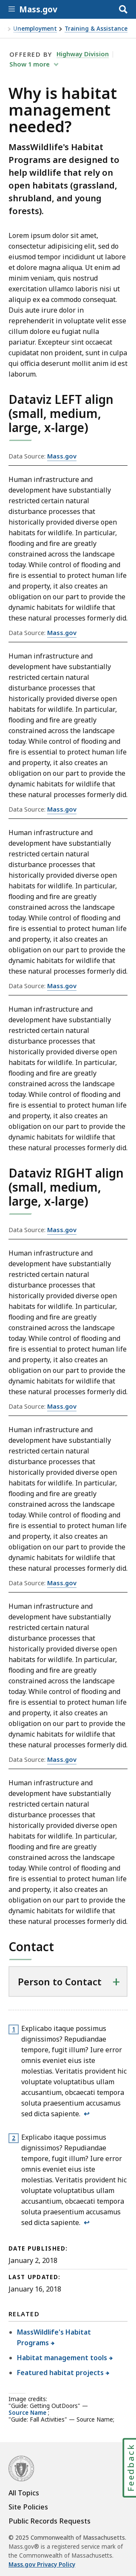 Mass.gov
Unemployment > Training & Assistance
OFFERED BY Highway Division
Show 1 more
Why is habitat
management
needed?
MassWildlife's Habitat
Programs are designed to
help wildlife that rely on
open habitats (grassland,
shrubland, and young
forests).
Lorem ipsum dolor sit amet,
consectetur adipisicing elit, sed do
eiusmod tempor incididunt ut labore
et dolore magna aliqua. Ut enim ad
minim veniam, quis nostrud
exercitation ullamco laboris nisi ut
aliquip ex ea commodo consequat.
Duis aute irure dolor in
reprehenderit in voluptate velit esse
cillum dolore eu fugiat nulla
pariatur. Excepteur sint occaecat
cupidatat non proident, sunt in culpa
qui officia deserunt mollit anim id est
laborum.
Dataviz LEFT align
(small, medium,
large, x-large)
Data Source: Mass.gov
Human infrastructure and
development have substantially
restricted certain natural
disturbance processes that
historically provided diverse open
habitats for wildlife. In particular,
flooding and fire are greatly
constrained across the landscape
today. While control of flooding and
fire is essential to protect human life
and property, it also creates an
obligation on our part to provide the
dynamic habitats for wildlife that
these natural processes formerly did.
Data Source: Mass.gov
Human infrastructure and
development have substantially
restricted certain natural
disturbance processes that
historically provided diverse open
habitats for wildlife. In particular,
flooding and fire are greatly
constrained across the landscape
today. While control of flooding and
fire is essential to protect human life
and property, it also creates an
obligation on our part to provide the
dynamic habitats for wildlife that
these natural processes formerly did.
Data Source: Mass.gov
Human infrastructure and
development have substantially
restricted certain natural
disturbance processes that
historically provided diverse open
habitats for wildlife. In particular,
flooding and fire are greatly
constrained across the landscape
today. While control of flooding and
fire is essential to protect human life
and property, it also creates an
obligation on our part to provide the
dynamic habitats for wildlife that
these natural processes formerly did.
Data Source: Mass.gov
Human infrastructure and
development have substantially
restricted certain natural
disturbance processes that
historically provided diverse open
habitats for wildlife. In particular,
flooding and fire are greatly
constrained across the landscape
today. While control of flooding and
fire is essential to protect human life
and property, it also creates an
obligation on our part to provide the
dynamic habitats for wildlife that
these natural processes formerly did.
Dataviz RIGHT align
(small, medium,
large, x-large)
Data Source: Mass.gov
Human infrastructure and
development have substantially
restricted certain natural
disturbance processes that
historically provided diverse open
habitats for wildlife. In particular,
flooding and fire are greatly
constrained across the landscape
today. While control of flooding and
fire is essential to protect human life
and property, it also creates an
obligation on our part to provide the
dynamic habitats for wildlife that
these natural processes formerly did.
Data Source: Mass.gov
Human infrastructure and
development have substantially
restricted certain natural
disturbance processes that
historically provided diverse open
habitats for wildlife. In particular,
flooding and fire are greatly
constrained across the landscape
today. While control of flooding and
fire is essential to protect human life
and property, it also creates an
obligation on our part to provide the
dynamic habitats for wildlife that
these natural processes formerly did.
Data Source: Mass.gov
Human infrastructure and
development have substantially
restricted certain natural
disturbance processes that
historically provided diverse open
habitats for wildlife. In particular,
flooding and fire are greatly
constrained across the landscape
today. While control of flooding and
fire is essential to protect human life
and property, it also creates an
obligation on our part to provide the
dynamic habitats for wildlife that
these natural processes formerly did.
Data Source: Mass.gov
Human infrastructure and
development have substantially
restricted certain natural
disturbance processes that
historically provided diverse open
habitats for wildlife. In particular,
flooding and fire are greatly
constrained across the landscape
today. While control of flooding and
fire is essential to protect human life
and property, it also creates an
obligation on our part to provide the
dynamic habitats for wildlife that
these natural processes formerly did.
Contact
Person to Contact +
1 Explicabo itaque possimus
dignissimos? Repudiandae
tempore, fugit illum? Iure error
omnis eveniet eius iste
molestias. Veritatis provident hic
voluptate voluptatibus ullam
accusantium, obcaecati tempora
soluta praesentium ducimus
sed dicta sapiente. ↩
2 Explicabo itaque possimus
dignissimos? Repudiandae
tempore, fugit illum? Iure error
omnis eveniet eius iste
molestias. Veritatis provident hic
voluptate voluptatibus ullam
accusantium, obcaecati tempora
soluta praesentium ducimus
sed dicta sapiente. ↩
DATE PUBLISHED:
January 2, 2018
LAST UPDATED:
January 16, 2018
RELATED
MassWildlife's Habitat
Programs
Habitat management tools
Featured habitat projects
Image credits:
"Guide: Getting OutDoors" —
Source Name ;
"Guide: Fall Activities" — Source Name;
Feedback
All Topics
Site Policies
Public Records Requests
© 2025 Commonwealth of Massachusetts.
Mass.gov® is a registered service mark of
the Commonwealth of Massachusetts.
Mass.gov Privacy Policy